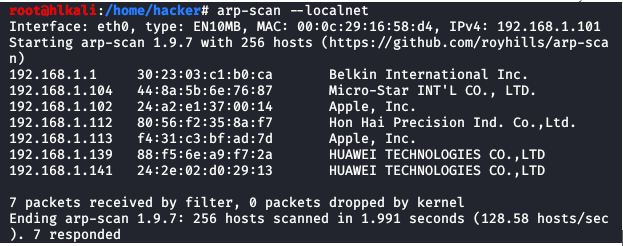 root@hlkali:/home/hacker# arp-scan --localnet
Interface: eth0, type: EN10MB, MAC: 00:0c:29:16:58:d4, IPv4: 192.168.1.101
Starting arp-scan 1.9.7 with 256 hosts (https://github.com/royhills/arp-sca
n)
192.168.1.1 30:23:03:c1:b0:ca Belkin International Inc.
192.168.1.104 44:8a:5b:6e:76:87 Micro-Star INT'L CO., LTD.
192.168.1.102 24:a2:e1:37:00:14 Apple, Inc.
192.168.1.112 80:56:f2:35:8a:f7 Hon Hai Precision Ind. Co.,Ltd.
192.168.1.113 f4:31:c3:bf:ad:7d Apple, Inc.
192.168.1.139 88:f5:6e:a9:f7:2a HUAWEI TECHNOLOGIES CO.,LTD
192.168.1.141 24:2e:02:d0:29:13 HUAWEI TECHNOLOGIES CO.,LTD
7 packets received by filter, 0 packets dropped by kernel
Ending arp-scan 1.9.7: 256 hosts scanned in 1.991 seconds (128.58 hosts/sec
). 7 responded